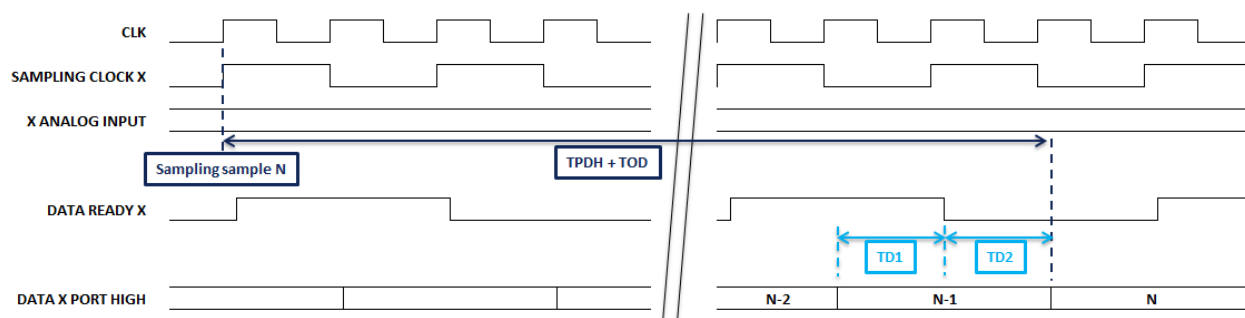 CLK
SAMPLING CLOCK X
X ANALOG INPUT
Sampling sample N
TPDH + TOD
DATA READY X
TD1
TD2
DATA X PORT HIGH
N-2
N-1
N